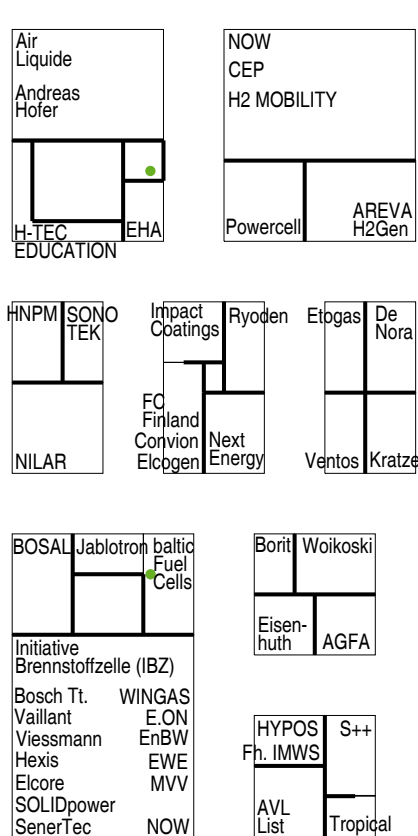 Air
Liquide
Andreas
Hofer
H-TEC
EDUCATION
EHA
NOW
CEP
H2 MOBILITY
Powercell
AREVA
H2Gen
HNPM
SONO
TEK
NILAR
Impact
Coatings
Ryoden
FC
Finland
Convion
Elcogen
Next
Energy
Etogas
De
Nora
Ventos
Kratze
BOSAL
Jablotron
baltic
Fuel
Cells
Initiative
Brennstoffzelle (IBZ)
Bosch Tt. WINGAS
Vaillant E.ON
Viessmann EnBW
Hexis EWE
Elcore MVV
SOLIDpower
SenerTec NOW
Borit
Woikoski
Eisen-
huth
AGFA
HYPOS
Fh. IMWS
S++
AVL
List
Tropical